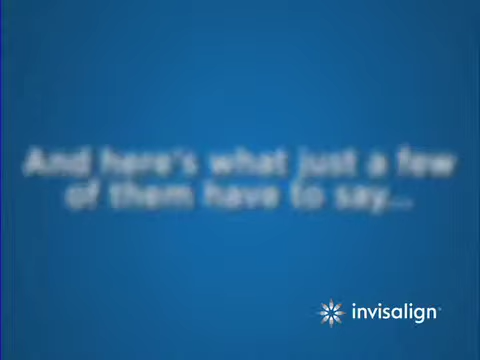 And here's what just a few
of them have to say...
invisalign